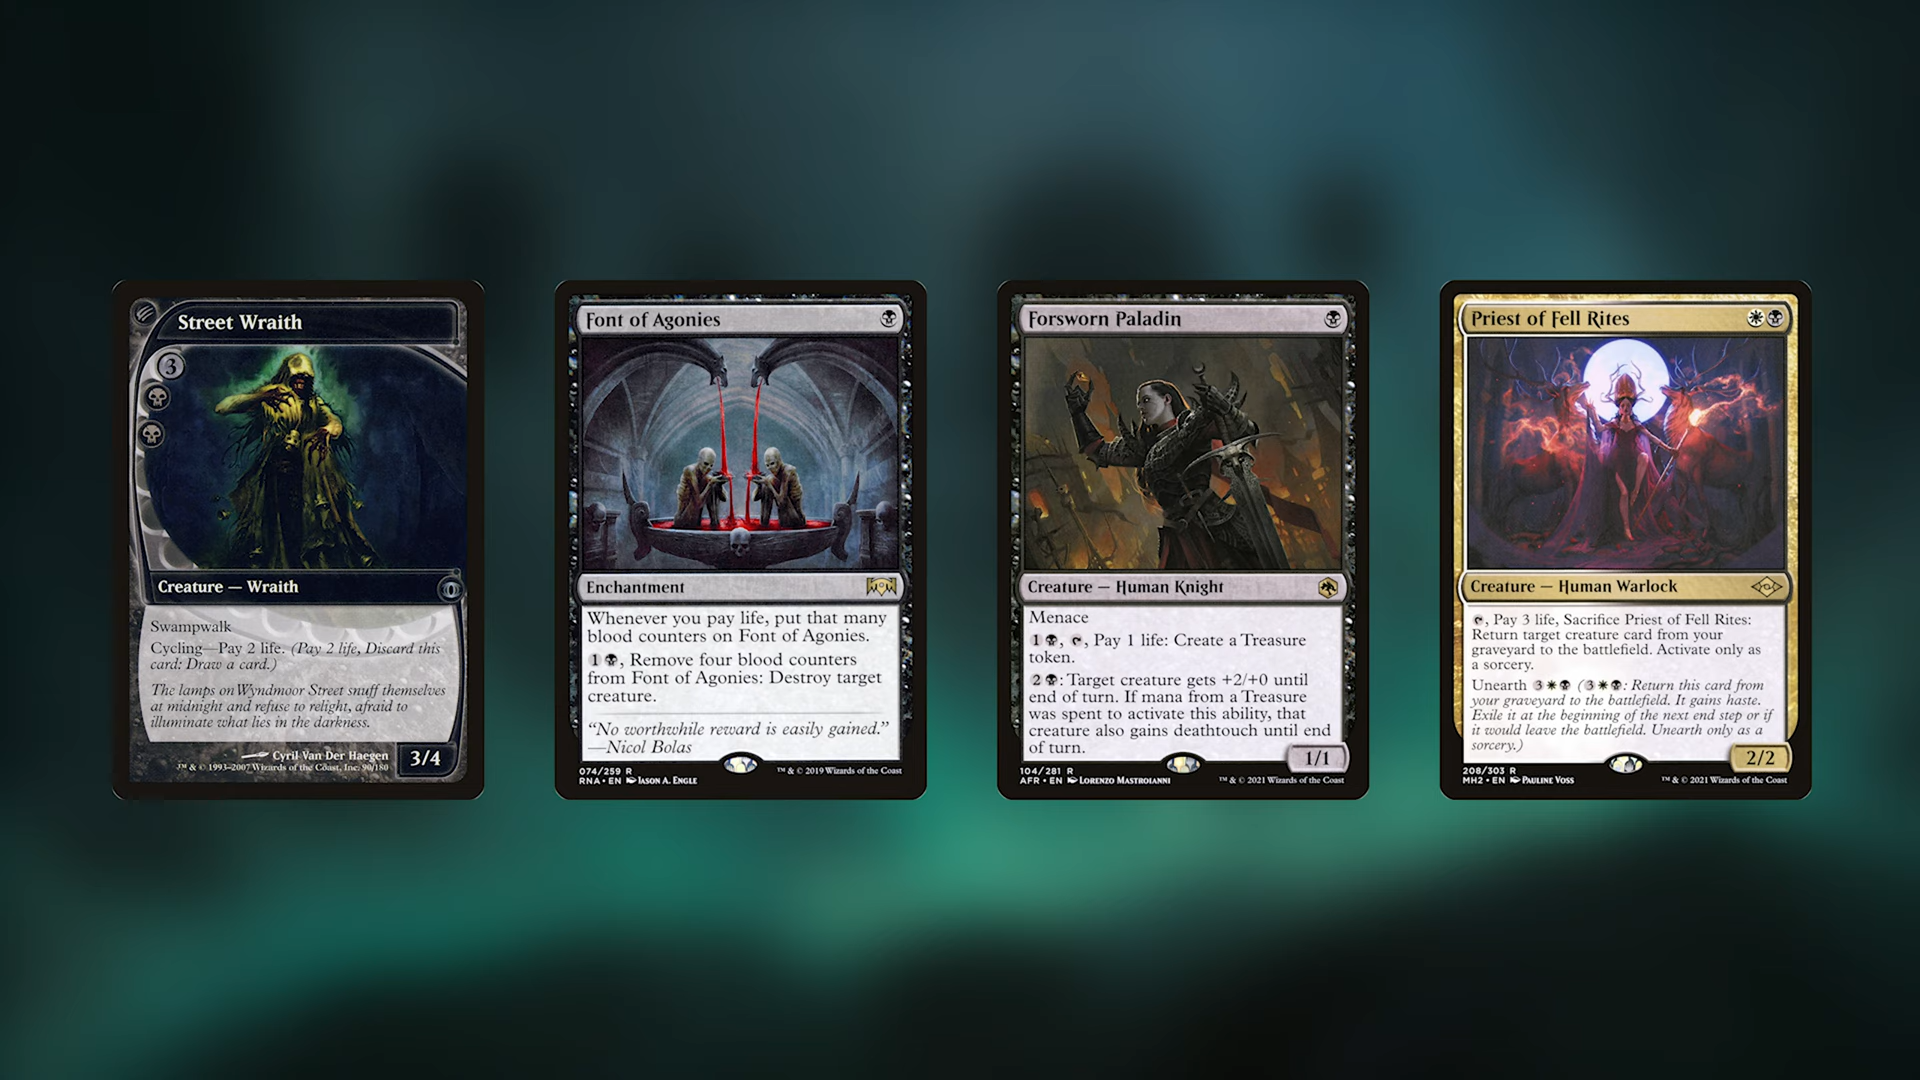 Street Wraith
3
Creature — Wraith
Swampwalk
Cycling—Pay 2 life. (Pay 2 life, Discard this
card: Draw a card.)
The lamps on Wyndmoor Street snuff themselves
at midnight and refuse to relight, afraid to
illuminate what lies in the darkness.
Cyril Van Der Haegen
™ & © 1993–2007 Wizards of the Coast, Inc. 90/180
3/4
Font of Agonies
Enchantment
Whenever you pay life, put that many
blood counters on Font of Agonies.
1, Remove four blood counters
from Font of Agonies: Destroy target
creature.
“No worthwhile reward is easily gained.”
—Nicol Bolas
074/259 R
RNA • EN Jason A. Engle
™ & © 2019 Wizards of the Coast
Forsworn Paladin
Creature — Human Knight
Menace
1, , Pay 1 life: Create a Treasure
token.
2: Target creature gets +2/+0 until
end of turn. If mana from a Treasure
was spent to activate this ability, that
creature also gains deathtouch until end
of turn.
1/1
104/281 R
AFR • EN Lorenzo Mastroianni
™ & © 2021 Wizards of the Coast
Priest of Fell Rites
Creature — Human Warlock
, Pay 3 life, Sacrifice Priest of Fell Rites:
Return target creature card from your
graveyard to the battlefield. Activate only as
a sorcery.
Unearth 3 (3: Return this card from
your graveyard to the battlefield. It gains haste.
Exile it at the beginning of the next end step or if
it would leave the battlefield. Unearth only as a
sorcery.)
2/2
208/303 R
MH2 • EN Pauline Voss
™ & © 2021 Wizards of the Coast